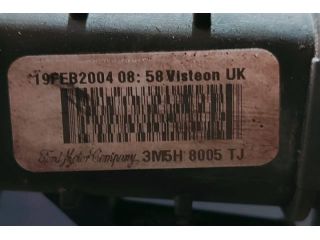 19FEB2004 08:58 Visteon UK
Ford Motor Company 3M5H 8005 TJ